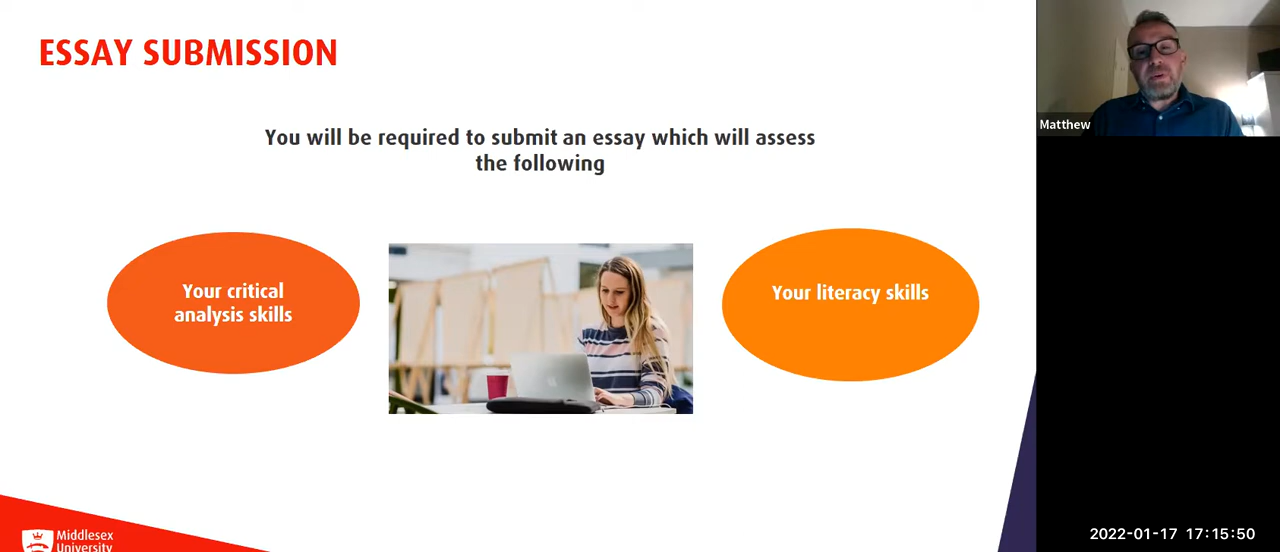 ESSAY SUBMISSION
You will be required to submit an essay which will assess
the following
Your critical
analysis skills
Your literacy skills
Middlesex
University
Matthew
2022-01-17 17:15:50